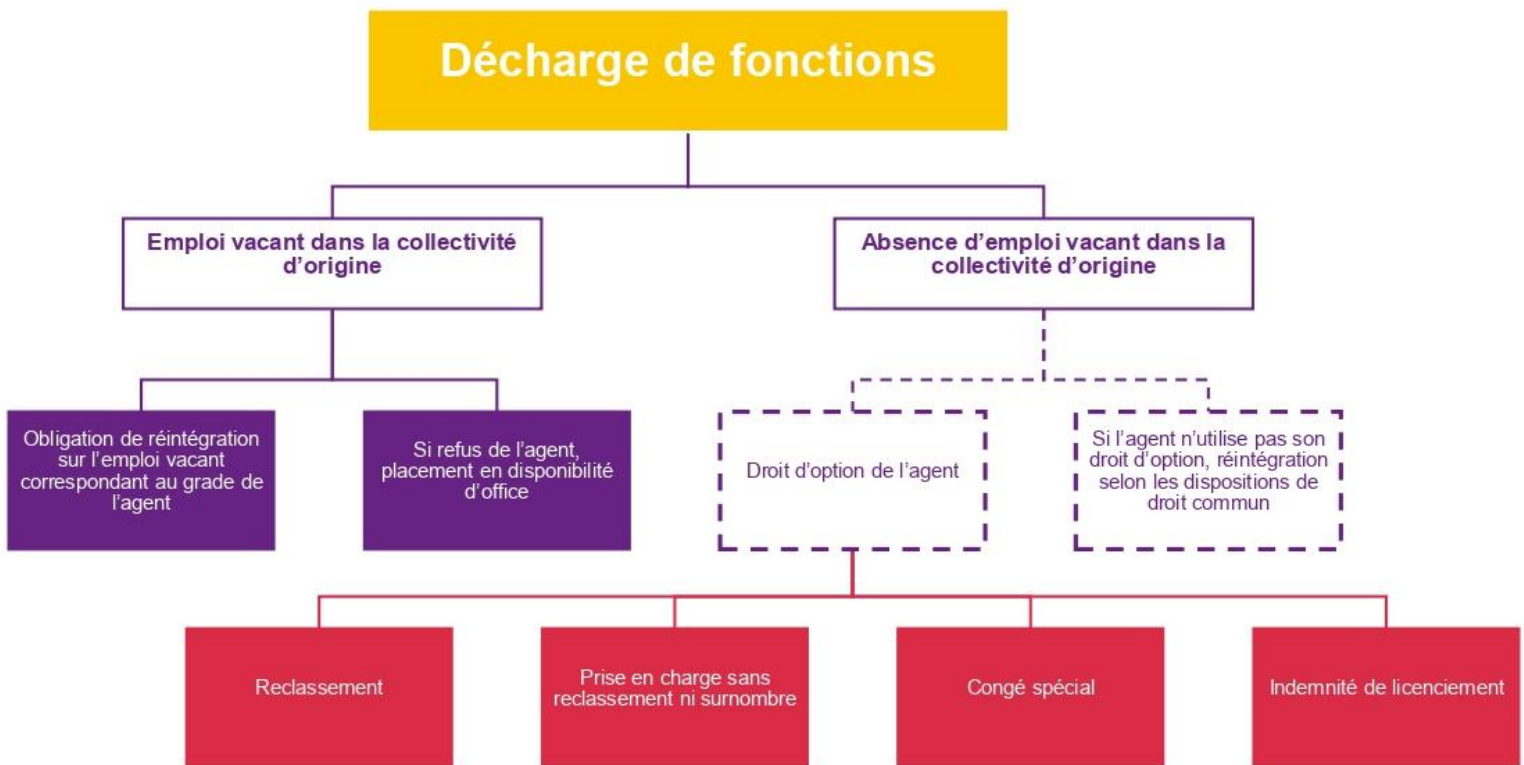 Décharge de fonctions
Emploi vacant dans la collectivité
d’origine
Absence d’emploi vacant dans la
collectivité d’origine
Obligation de réintégration
sur l’emploi vacant
correspondant au grade de
l’agent
Si refus de l’agent,
placement en disponibilité
d’office
Droit d’option de l’agent
Si l’agent n’utilise pas son
droit d’option, réintégration
selon les dispositions de
droit commun
Reclassement
Prise en charge sans
reclassement ni surnombre
Congé spécial
Indemnité de licenciement